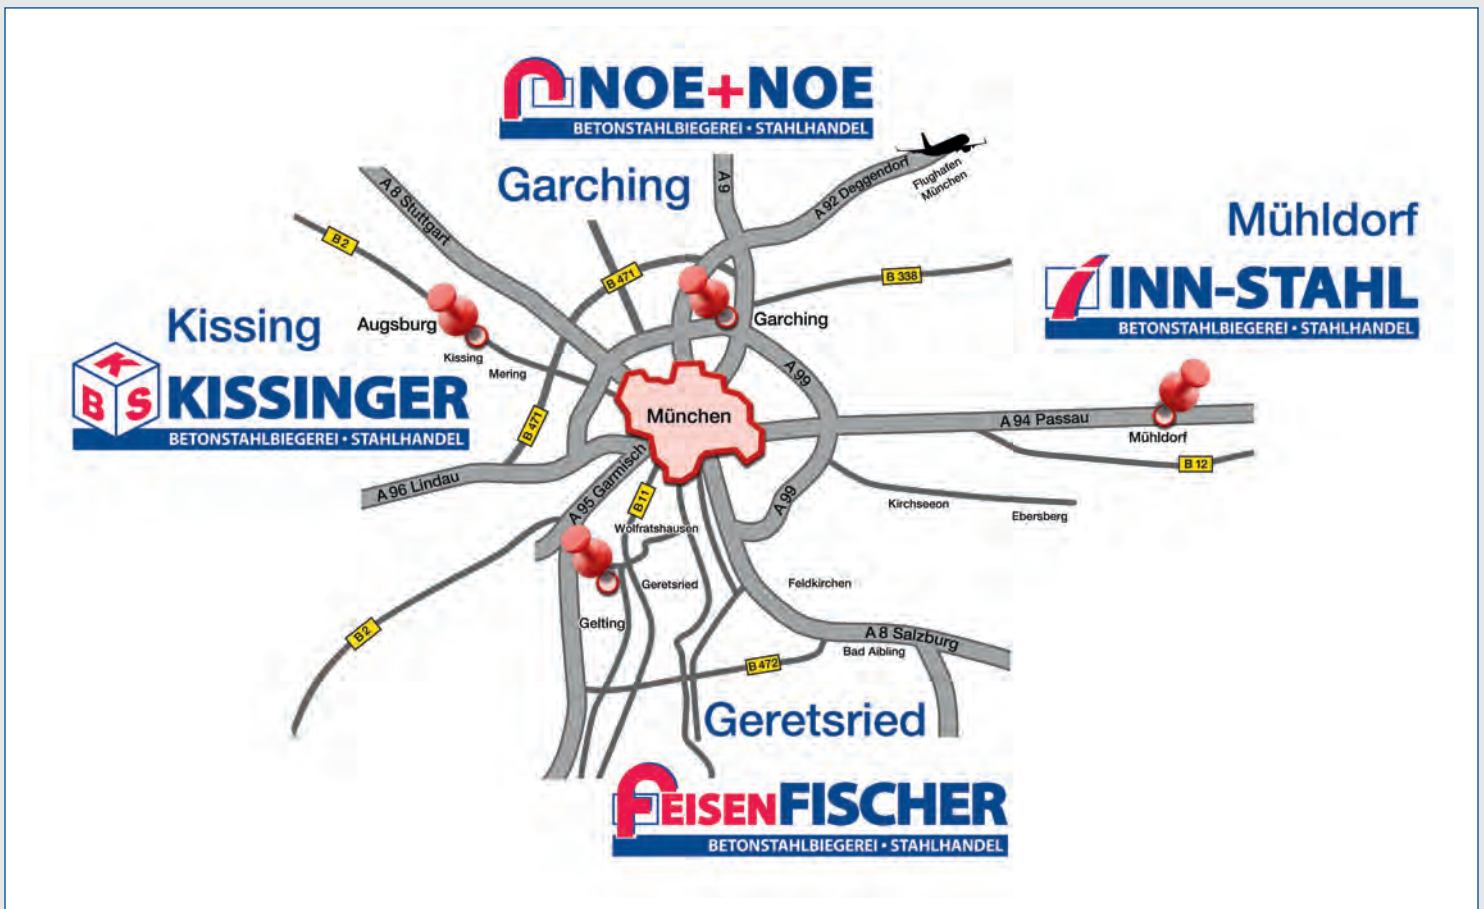 NOE+NOE
BETONSTAHLBIEGEREI • STAHLHANDEL
Garching
A 8 Stuttgart
A 9
A 92 Deggendorf
Flughafen
München
Mühldorf
INN-STAHL
BETONSTAHLBIEGEREI • STAHLHANDEL
B 2
B 471
B 338
Kissing
Augsburg
Garching
Kissing
Mering
KBS
KISSINGER
BETONSTAHLBIEGEREI • STAHLHANDEL
A 99
München
B 471
A 94 Passau
Mühldorf
B 12
A 96 Lindau
A 95 Garmisch
B 11
A 99
Kirchseeon
Ebersberg
Wolfratshausen
Geretsried
Feldkirchen
Gelting
B 2
A 8 Salzburg
Bad Aibling
B 472
Geretsried
EISENFISCHER
BETONSTAHLBIEGEREI • STAHLHANDEL